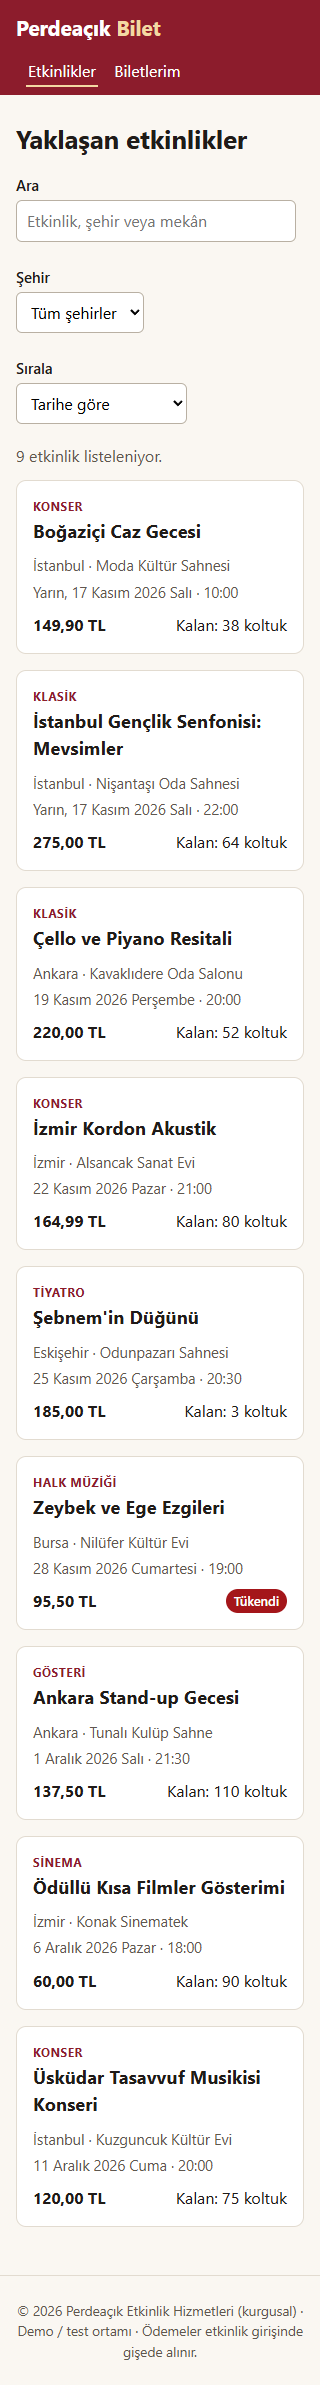 Perdeaçık Bilet
Etkinlikler Biletlerim
Yaklaşan etkinlikler
Ara
Etkinlik, şehir veya mekân
Şehir
Tüm şehirler
Sırala
Tarihe göre
9 etkinlik listeleniyor.
KONSER
Boğaziçi Caz Gecesi
İstanbul · Moda Kültür Sahnesi
Yarın, 17 Kasım 2026 Salı · 10:00
149,90 TL Kalan: 38 koltuk
KLASİK
İstanbul Gençlik Senfonisi:
Mevsimler
İstanbul · Nişantaşı Oda Sahnesi
Yarın, 17 Kasım 2026 Salı · 22:00
275,00 TL Kalan: 64 koltuk
KLASİK
Çello ve Piyano Resitali
Ankara · Kavaklıdere Oda Salonu
19 Kasım 2026 Perşembe · 20:00
220,00 TL Kalan: 52 koltuk
KONSER
İzmir Kordon Akustik
İzmir · Alsancak Sanat Evi
22 Kasım 2026 Pazar · 21:00
164,99 TL Kalan: 80 koltuk
TİYATRO
Şebnem'in Düğünü
Eskişehir · Odunpazarı Sahnesi
25 Kasım 2026 Çarşamba · 20:30
185,00 TL Kalan: 3 koltuk
HALK MÜZİĞİ
Zeybek ve Ege Ezgileri
Bursa · Nilüfer Kültür Evi
28 Kasım 2026 Cumartesi · 19:00
95,50 TL Tükendi
GÖSTERİ
Ankara Stand-up Gecesi
Ankara · Tunalı Kulüp Sahne
1 Aralık 2026 Salı · 21:30
137,50 TL Kalan: 110 koltuk
SİNEMA
Ödüllü Kısa Filmler Gösterimi
İzmir · Konak Sinematek
6 Aralık 2026 Pazar · 18:00
60,00 TL Kalan: 90 koltuk
KONSER
Üsküdar Tasavvuf Musikisi
Konseri
İstanbul · Kuzguncuk Kültür Evi
11 Aralık 2026 Cuma · 20:00
120,00 TL Kalan: 75 koltuk
© 2026 Perdeaçık Etkinlik Hizmetleri (kurgusal) ·
Demo / test ortamı · Ödemeler etkinlik girişinde
gişede alınır.